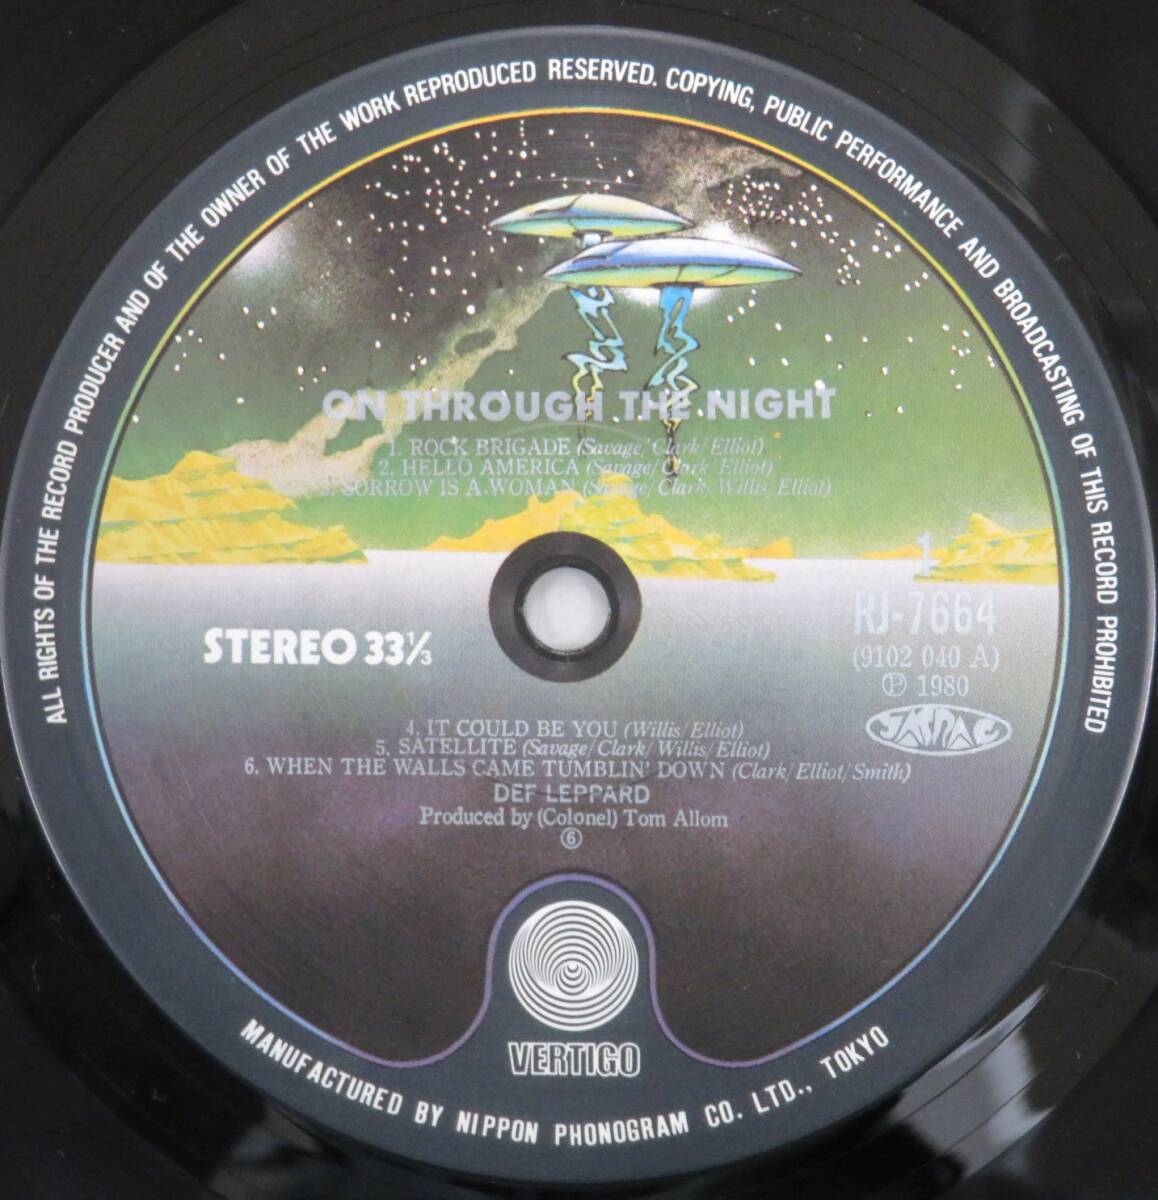 ALL RIGHTS OF THE RECORD PRODUCER AND OF THE OWNER OF THE WORK REPRODUCED RESERVED. COPYING, PUBLIC PERFORMANCE AND BROADCASTING OF THIS RECORD PROHIBITED
ON THROUGH THE NIGHT
1. ROCK BRIGADE (Savage/Clark/Elliot)
2. HELLO AMERICA (Savage/Clark/Elliot)
3. SORROW IS A WOMAN (Savage/Clark/Willis/Elliot)
1
STEREO 33⅓
RJ-7664
(9102 040 A)
Ⓟ 1980
JASRAC
4. IT COULD BE YOU (Willis/Elliot)
5. SATELLITE (Savage/Clark/Willis/Elliot)
6. WHEN THE WALLS CAME TUMBLIN' DOWN (Clark/Elliot/Smith)
DEF LEPPARD
Produced by (Colonel) Tom Allom
⑥
VERTIGO
MANUFACTURED BY NIPPON PHONOGRAM CO. LTD., TOKYO